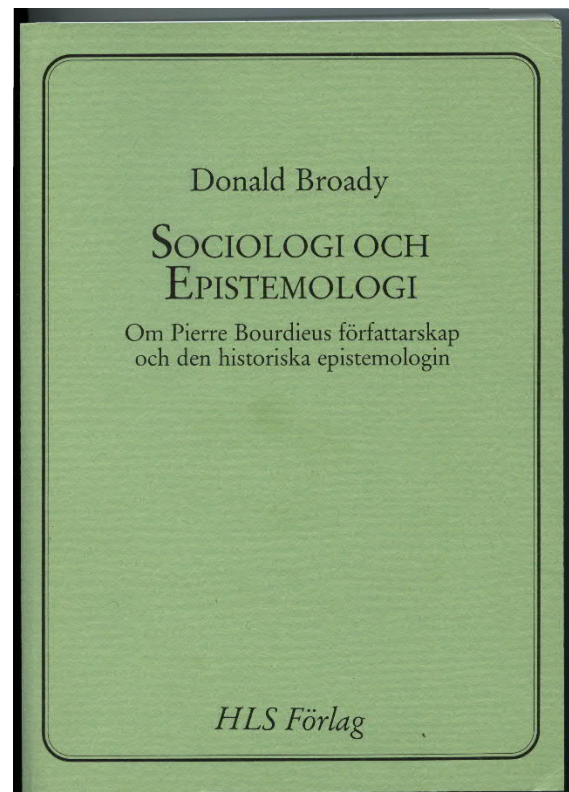 Donald Broady
SOCIOLOGI OCH
EPISTEMOLOGI
Om Pierre Bourdieus författarskap
och den historiska epistemologin
HLS Förlag